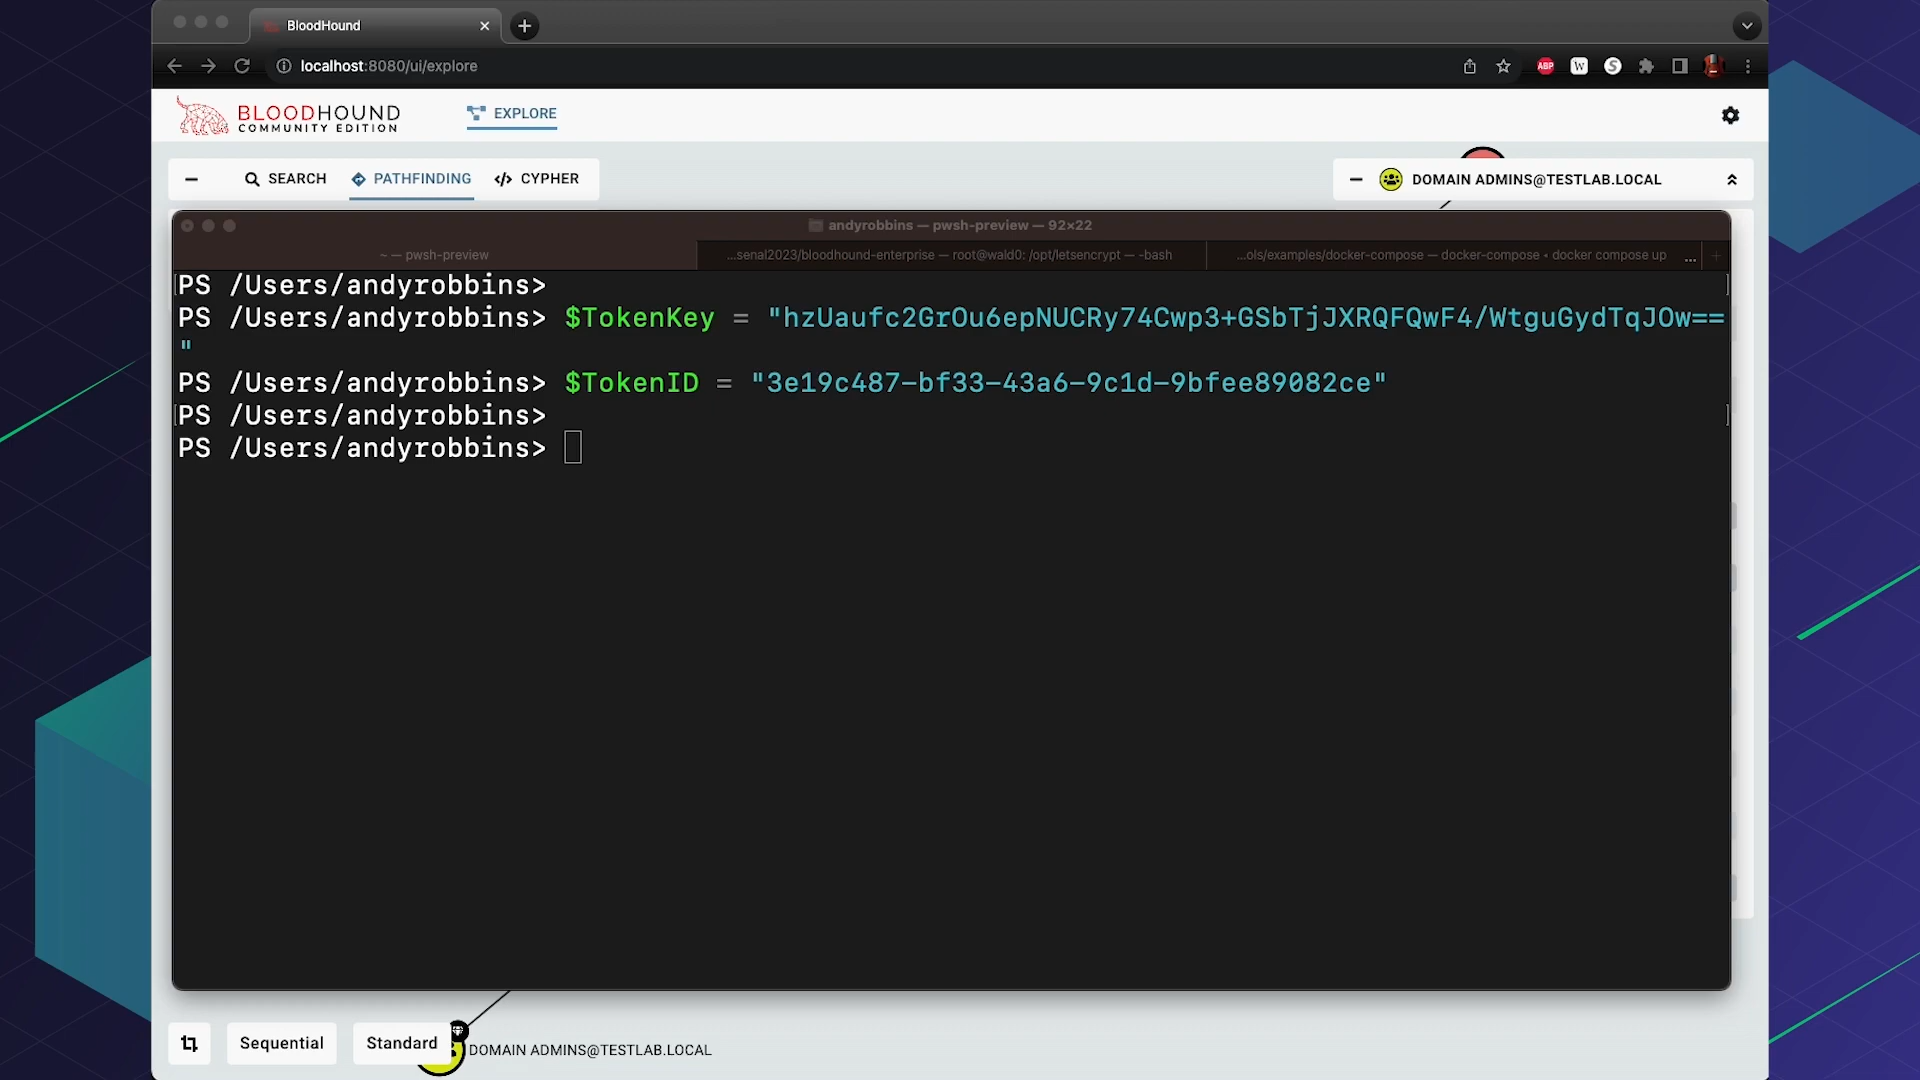 BloodHound
localhost:8080/ui/explore
ABP
W
S
BLOODHOUND
COMMUNITY EDITION
EXPLORE
SEARCH
PATHFINDING
</> CYPHER
DOMAIN ADMINS@TESTLAB.LOCAL
andyrobbins — pwsh-preview — 92×22
~ — pwsh-preview
...senal2023/bloodhound-enterprise — root@wald0: /opt/letsencrypt — -bash
...ols/examples/docker-compose — docker-compose • docker compose up
...
PS /Users/andyrobbins>
PS /Users/andyrobbins> $TokenKey = "hzUaufc2GrOu6epNUCRy74Cwp3+GSbTjJXRQFQwF4/WtguGydTqJOw==
"
PS /Users/andyrobbins> $TokenID = "3e19c487-bf33-43a6-9c1d-9bfee89082ce"
PS /Users/andyrobbins>
PS /Users/andyrobbins>
Sequential
Standard
DOMAIN ADMINS@TESTLAB.LOCAL